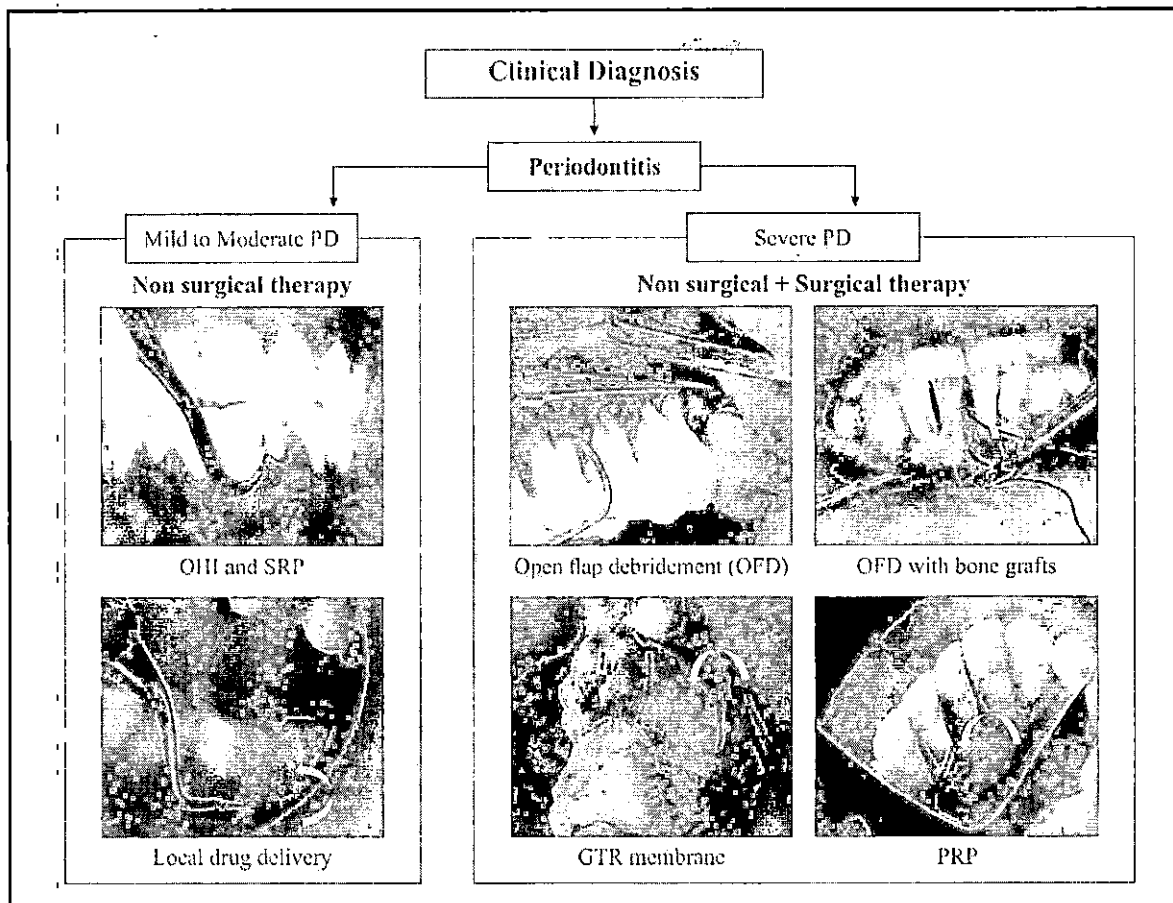 Clinical Diagnosis
Periodontitis
Mild to Moderate PD
Non surgical therapy
OHI and SRP
Local drug delivery
Severe PD
Non surgical + Surgical therapy
Open flap debridement (OFD)
OFD with bone grafts
GTR membrane
PRP